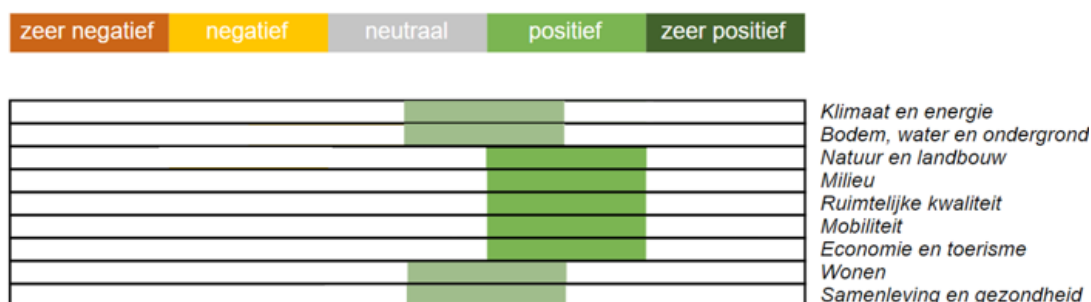 zeer negatief negatief neutraal positief zeer positief
Klimaat en energie
Bodem, water en ondergrond
Natuur en landbouw
Milieu
Ruimtelijke kwaliteit
Mobiliteit
Economie en toerisme
Wonen
Samenleving en gezondheid